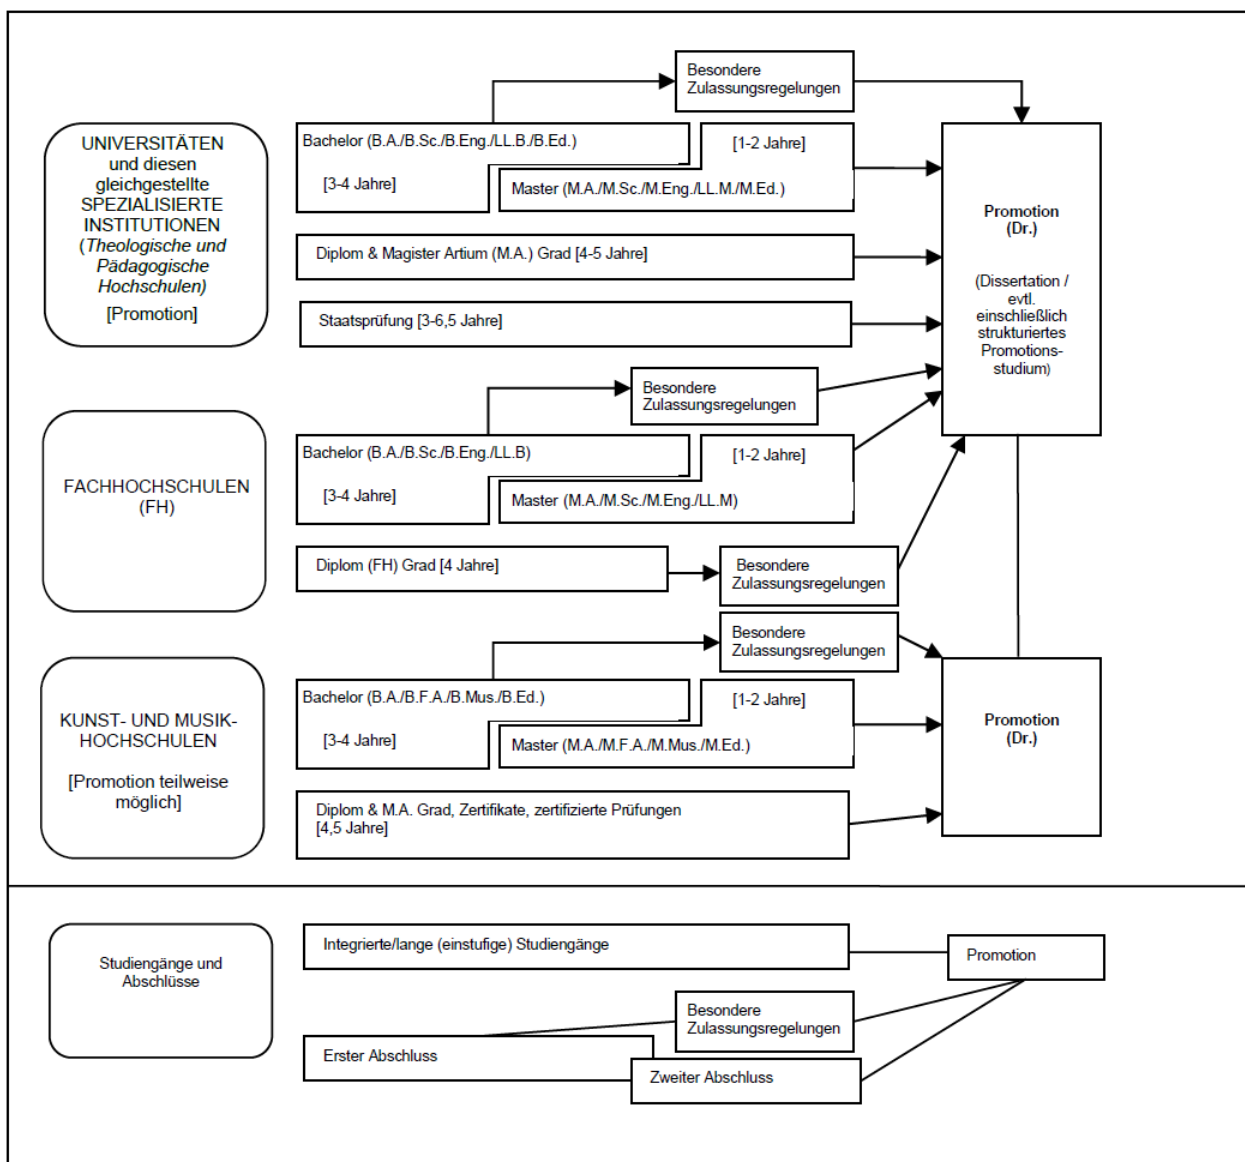 Besondere
Zulassungsregelungen
UNIVERSITÄTEN
und diesen
gleichgestellte
SPEZIALISIERTE
INSTITUTIONEN
(Theologische und
Pädagogische
Hochschulen)
[Promotion]
Bachelor (B.A./B.Sc./B.Eng./LL.B./B.Ed.)
[3-4 Jahre]
[1-2 Jahre]
Master (M.A./M.Sc./M.Eng./LL.M./M.Ed.)
Diplom & Magister Artium (M.A.) Grad [4-5 Jahre]
Staatsprüfung [3-6,5 Jahre]
Promotion
(Dr.)
(Dissertation /
evtl.
einschließlich
strukturiertes
Promotions-
studium)
Besondere
Zulassungsregelungen
FACHHOCHSCHULEN
(FH)
Bachelor (B.A./B.Sc./B.Eng./LL.B)
[3-4 Jahre]
[1-2 Jahre]
Master (M.A./M.Sc./M.Eng./LL.M)
Diplom (FH) Grad [4 Jahre]
Besondere
Zulassungsregelungen
Besondere
Zulassungsregelungen
KUNST- UND MUSIK-
HOCHSCHULEN
[Promotion teilweise
möglich]
Bachelor (B.A./B.F.A./B.Mus./B.Ed.)
[3-4 Jahre]
[1-2 Jahre]
Master (M.A./M.F.A./M.Mus./M.Ed.)
Diplom & M.A. Grad, Zertifikate, zertifizierte Prüfungen
[4,5 Jahre]
Promotion
(Dr.)
Studiengänge und
Abschlüsse
Integrierte/lange (einstufige) Studiengänge
Promotion
Besondere
Zulassungsregelungen
Erster Abschluss
Zweiter Abschluss